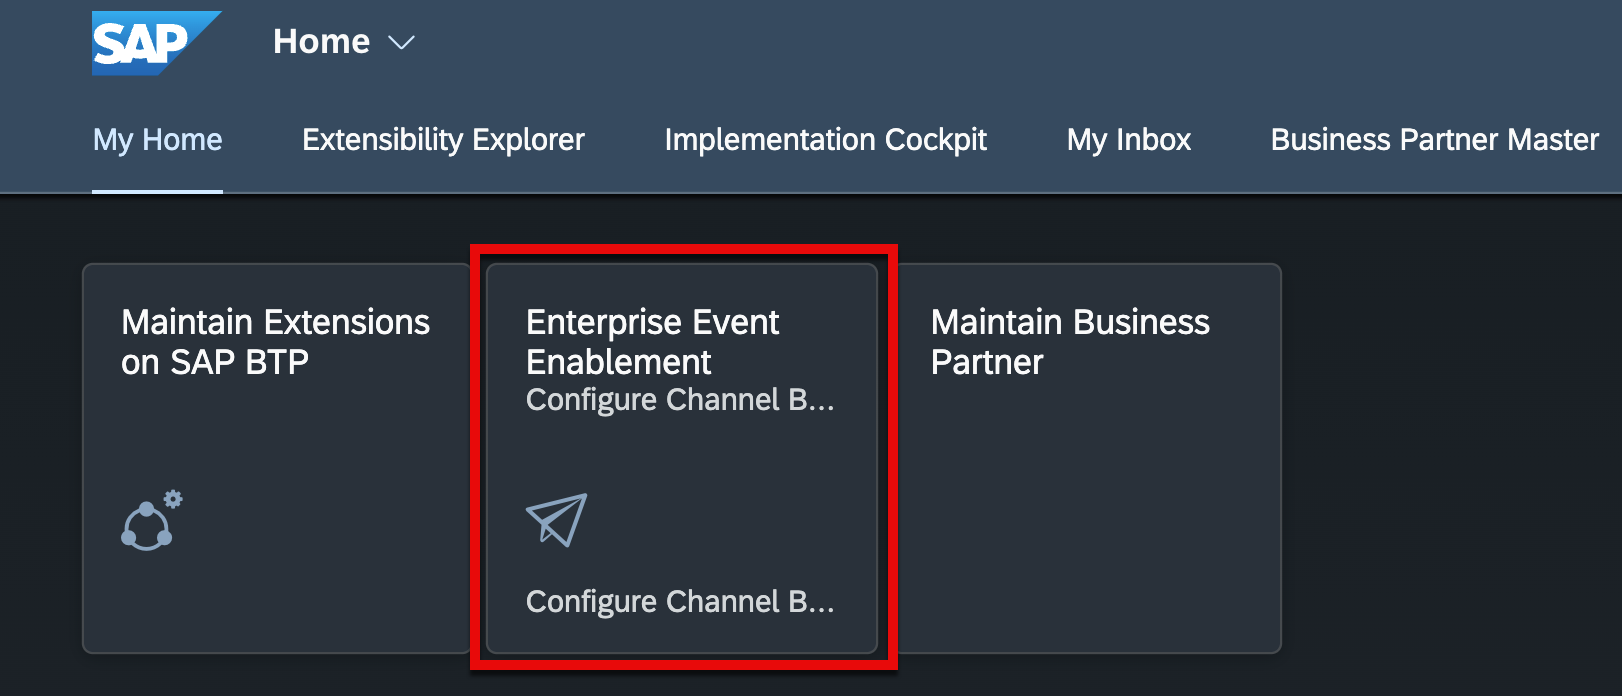 SAP Home
My Home Extensibility Explorer Implementation Cockpit My Inbox Business Partner Master
Maintain Extensions
on SAP BTP
Enterprise Event
Enablement
Configure Channel B...
Configure Channel B...
Maintain Business
Partner